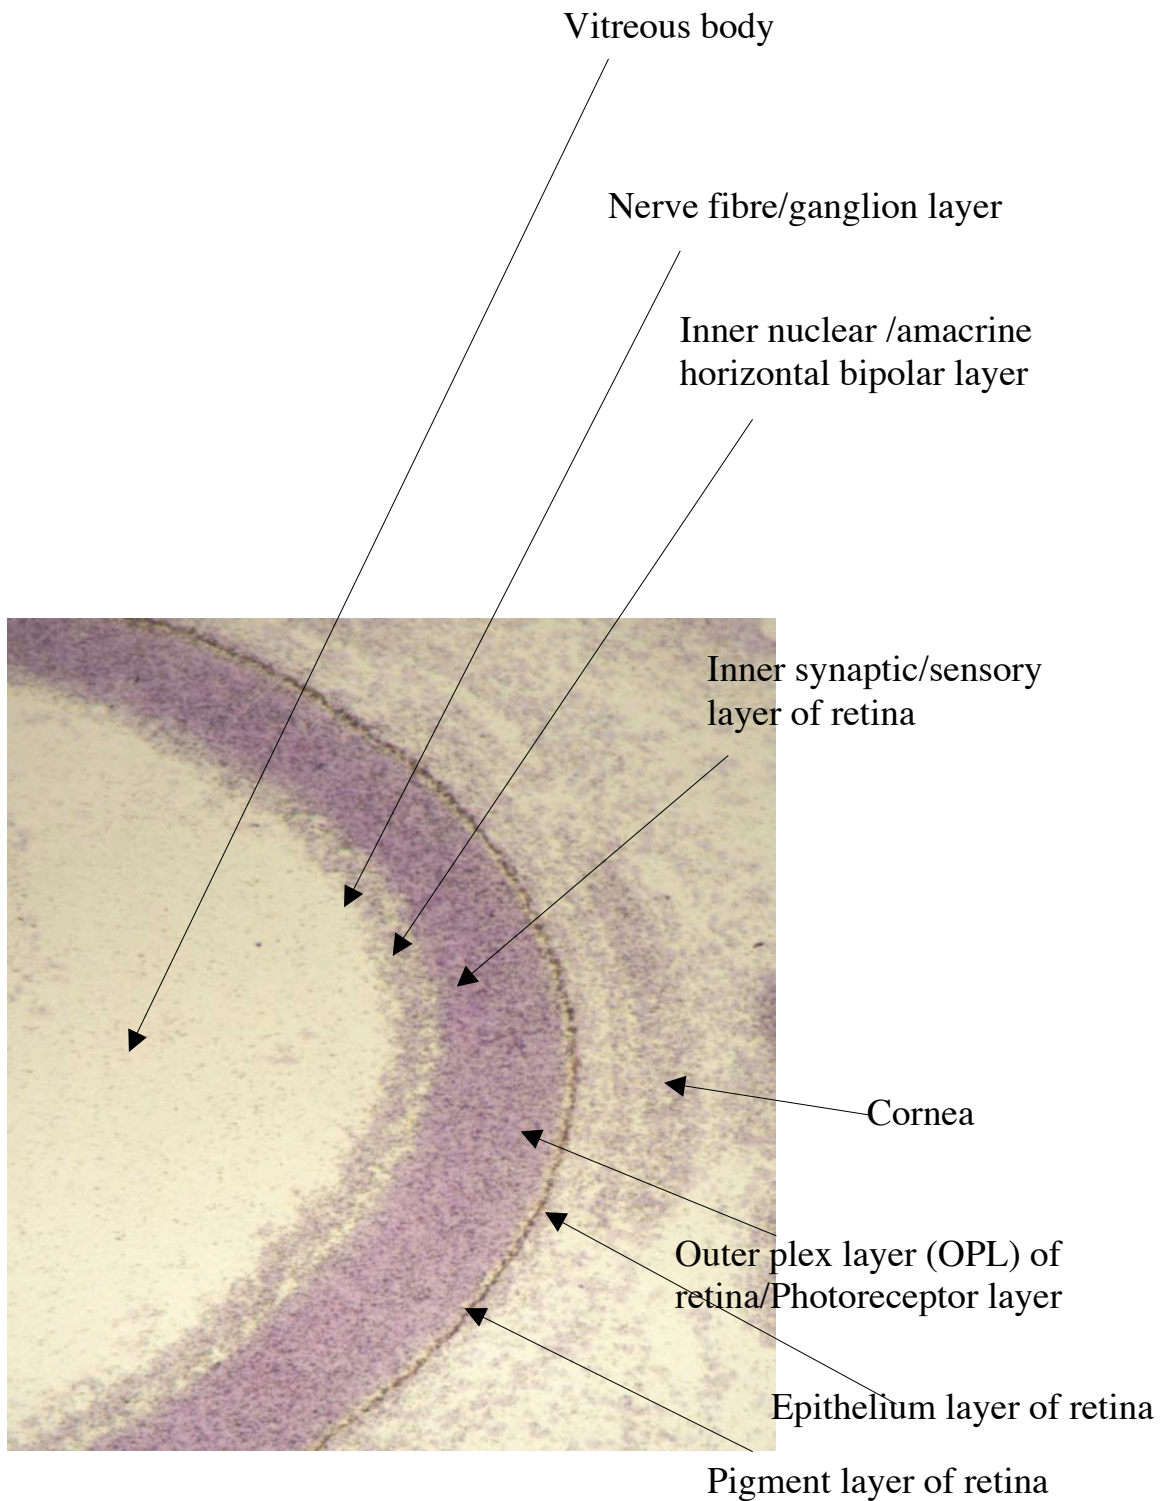 Vitreous body
Nerve fibre/ganglion layer
Inner nuclear /amacrine
horizontal bipolar layer
Inner synaptic/sensory
layer of retina
Cornea
Outer plex layer (OPL) of
retina/Photoreceptor layer
Epithelium layer of retina
Pigment layer of retina